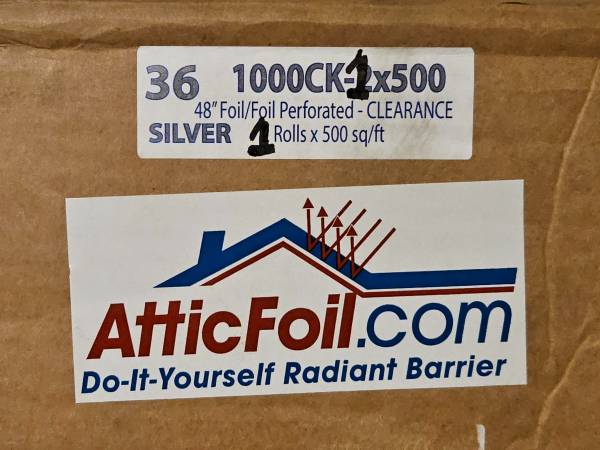 36 1000CK-1x500
48" Foil/Foil Perforated - CLEARANCE
SILVER 1 Rolls x 500 sq/ft
AtticFoil.com
Do-It-Yourself Radiant Barrier